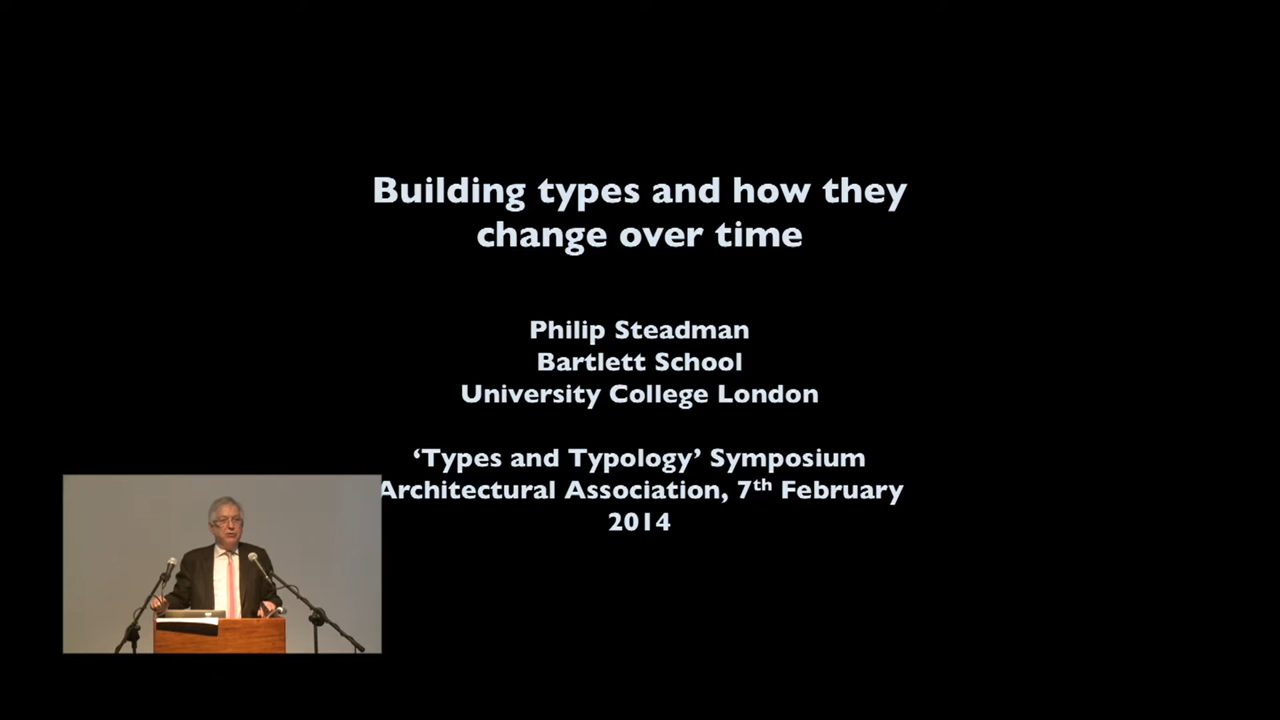 Building types and how they
change over time
Philip Steadman
Bartlett School
University College London
‘Types and Typology’ Symposium
Architectural Association, 7th February
2014